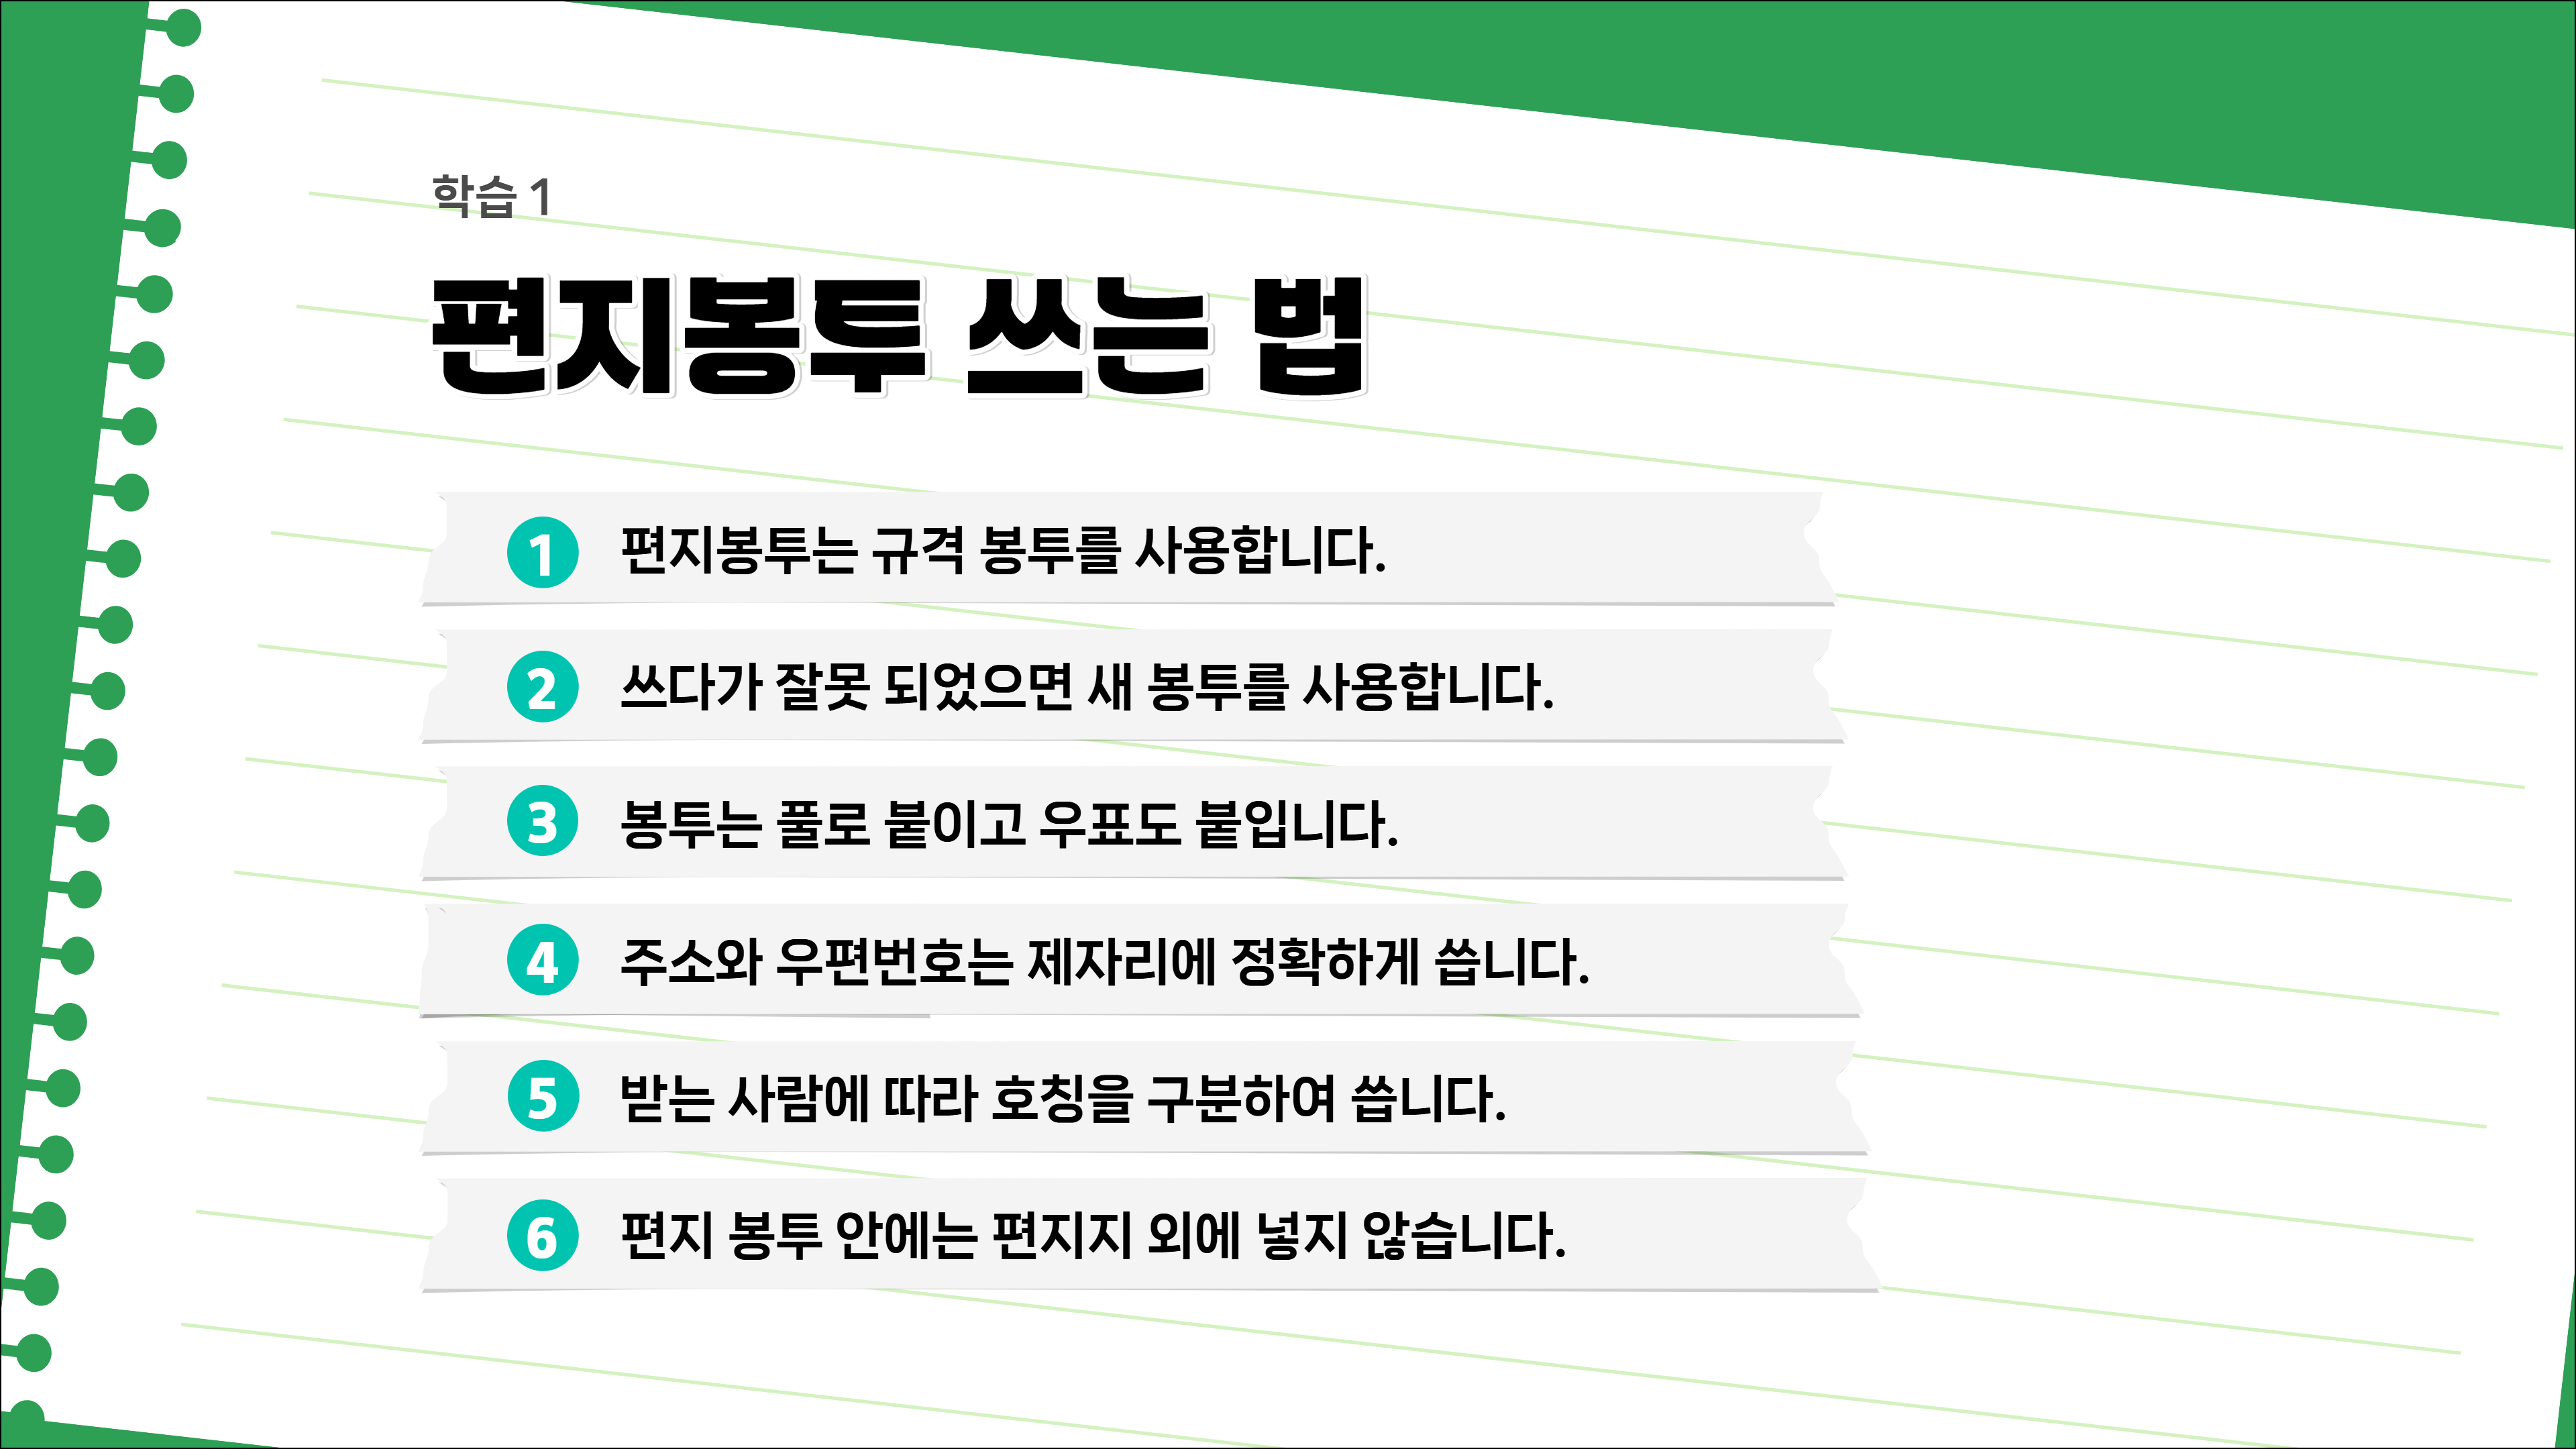 학습 1
편지봉투 쓰는 법
1 편지봉투는 규격 봉투를 사용합니다.
2 쓰다가 잘못 되었으면 새 봉투를 사용합니다.
3 봉투는 풀로 붙이고 우표도 붙입니다.
4 주소와 우편번호는 제자리에 정확하게 씁니다.
5 받는 사람에 따라 호칭을 구분하여 씁니다.
6 편지 봉투 안에는 편지지 외에 넣지 않습니다.